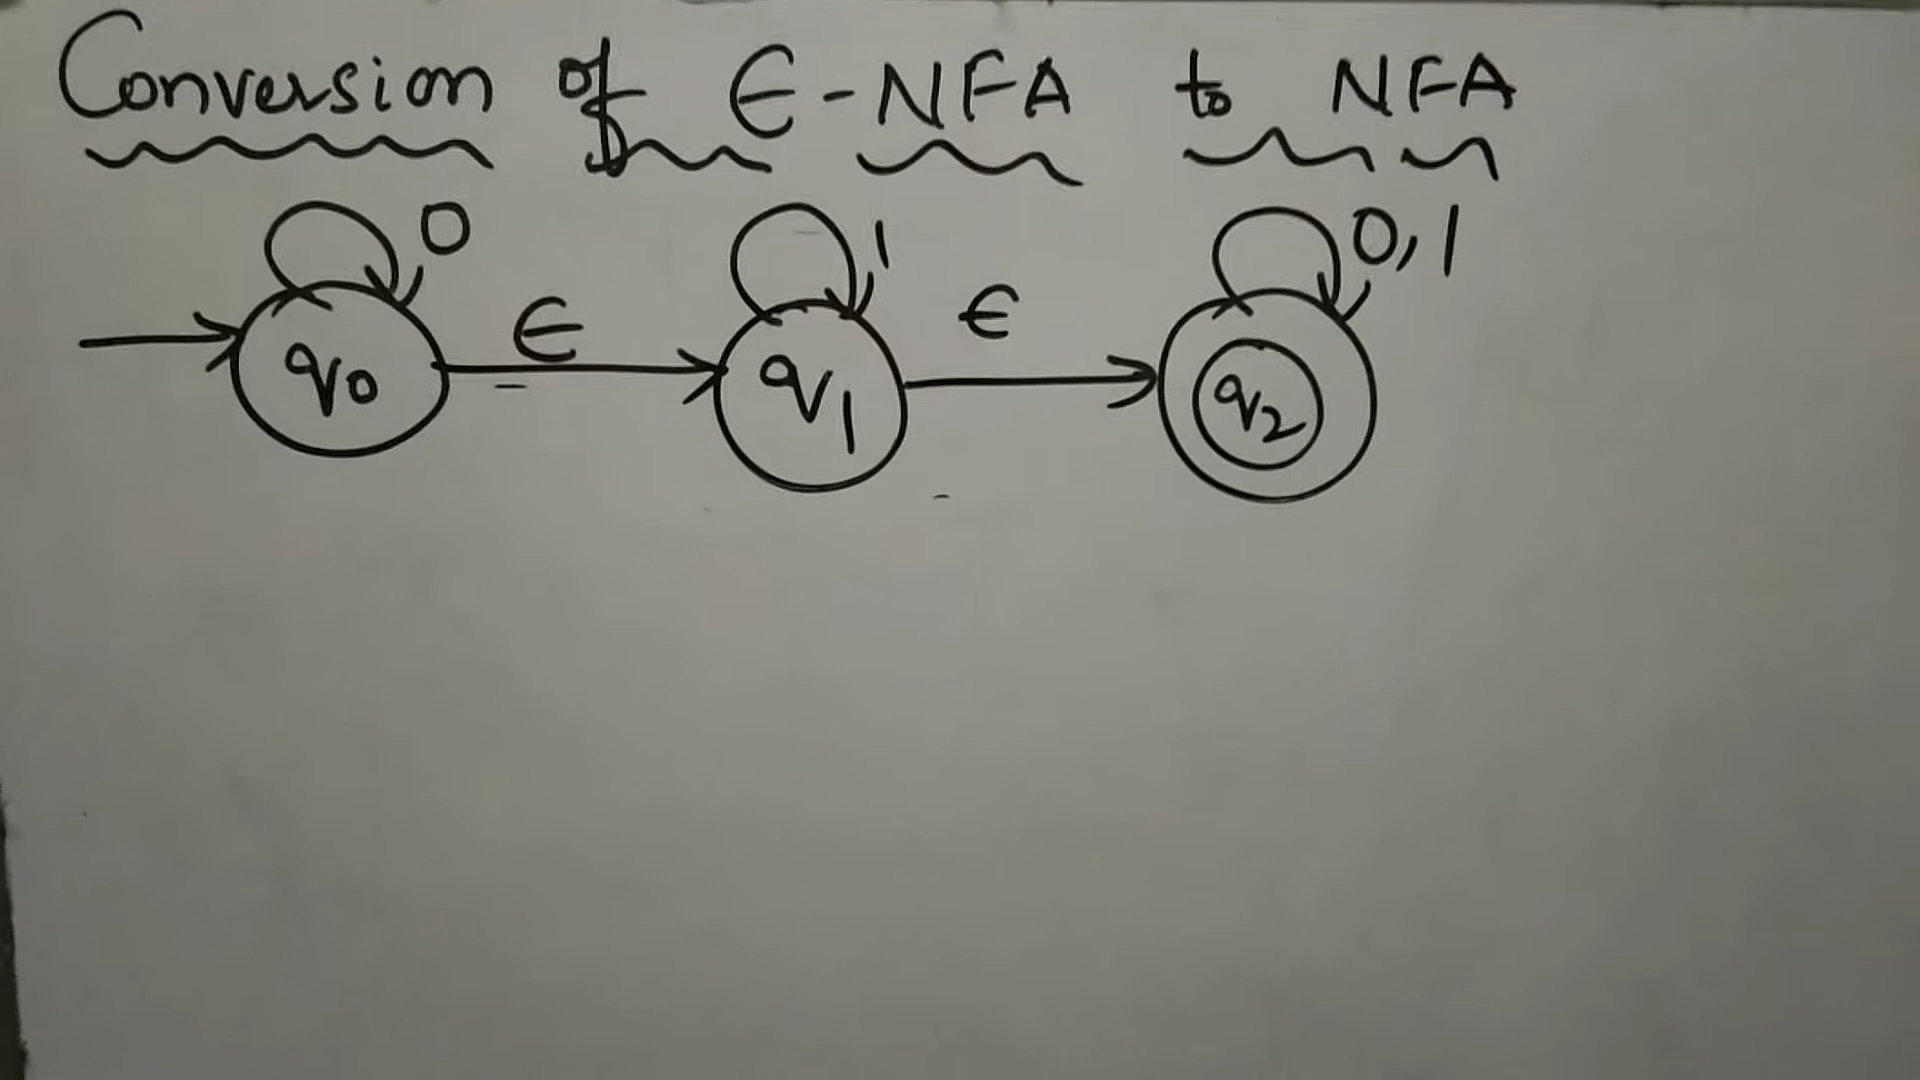 Conversion of ∈-NFA to NFA
0 1 0,1
∈ ∈
q0 q1 q2